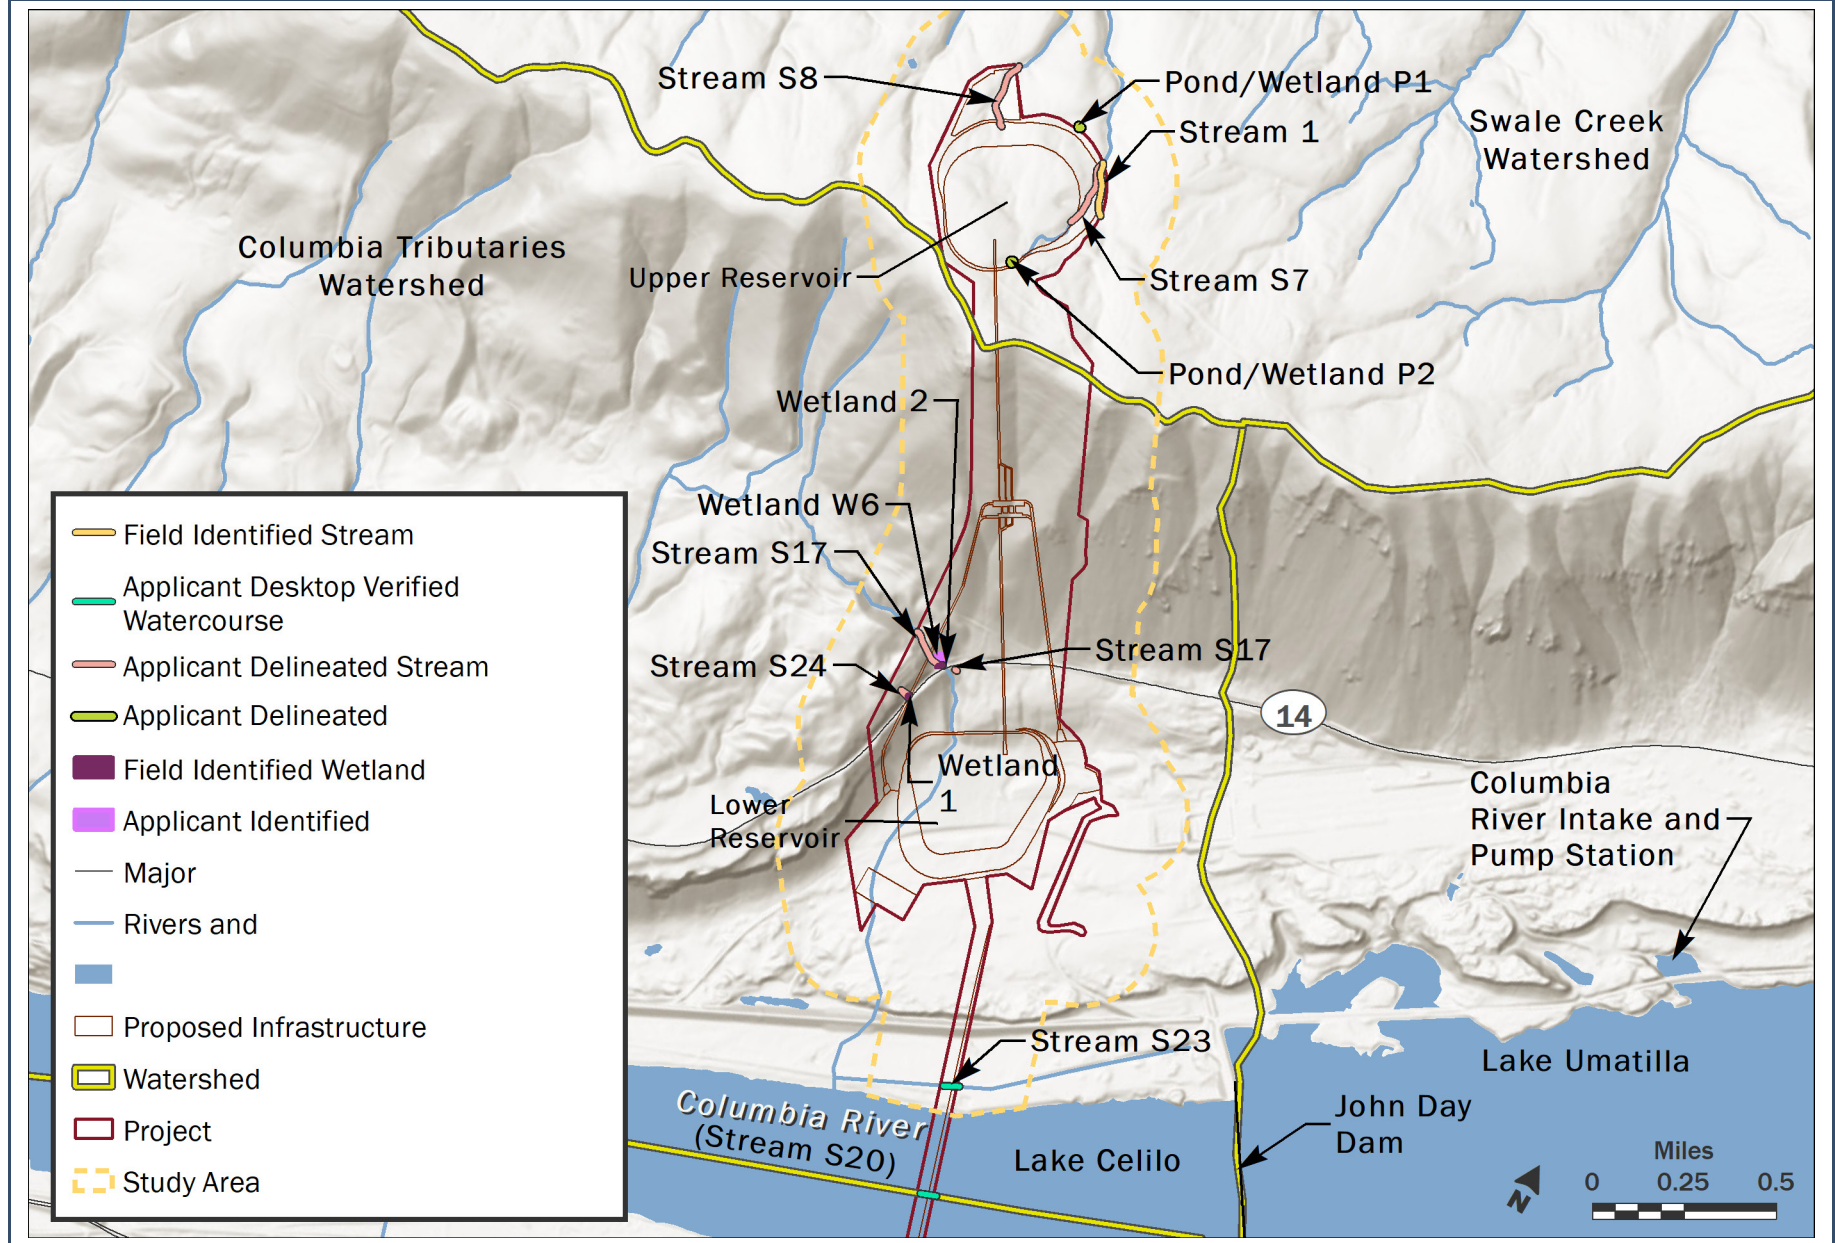 Stream S8
Pond/Wetland P1
Stream 1
Swale Creek
Watershed
Columbia Tributaries
Watershed
Upper Reservoir
Stream S7
Pond/Wetland P2
Wetland 2
Wetland W6
Stream S17
Stream S24
Stream S17
14
Wetland
1
Lower
Reservoir
Columbia
River Intake and
Pump Station
Stream S23
Lake Umatilla
Columbia River
(Stream S20)
Lake Celilo
John Day
Dam
Field Identified Stream
Applicant Desktop Verified
Watercourse
Applicant Delineated Stream
Applicant Delineated
Field Identified Wetland
Applicant Identified
Major
Rivers and
Proposed Infrastructure
Watershed
Project
Study Area
N
Miles
0 0.25 0.5